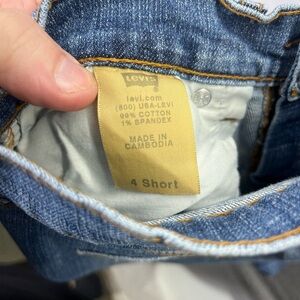 LEVI'S
levi.com
(800) USA-LEVI
99% COTTON
1% SPANDEX
MADE IN
CAMBODIA
4 Short